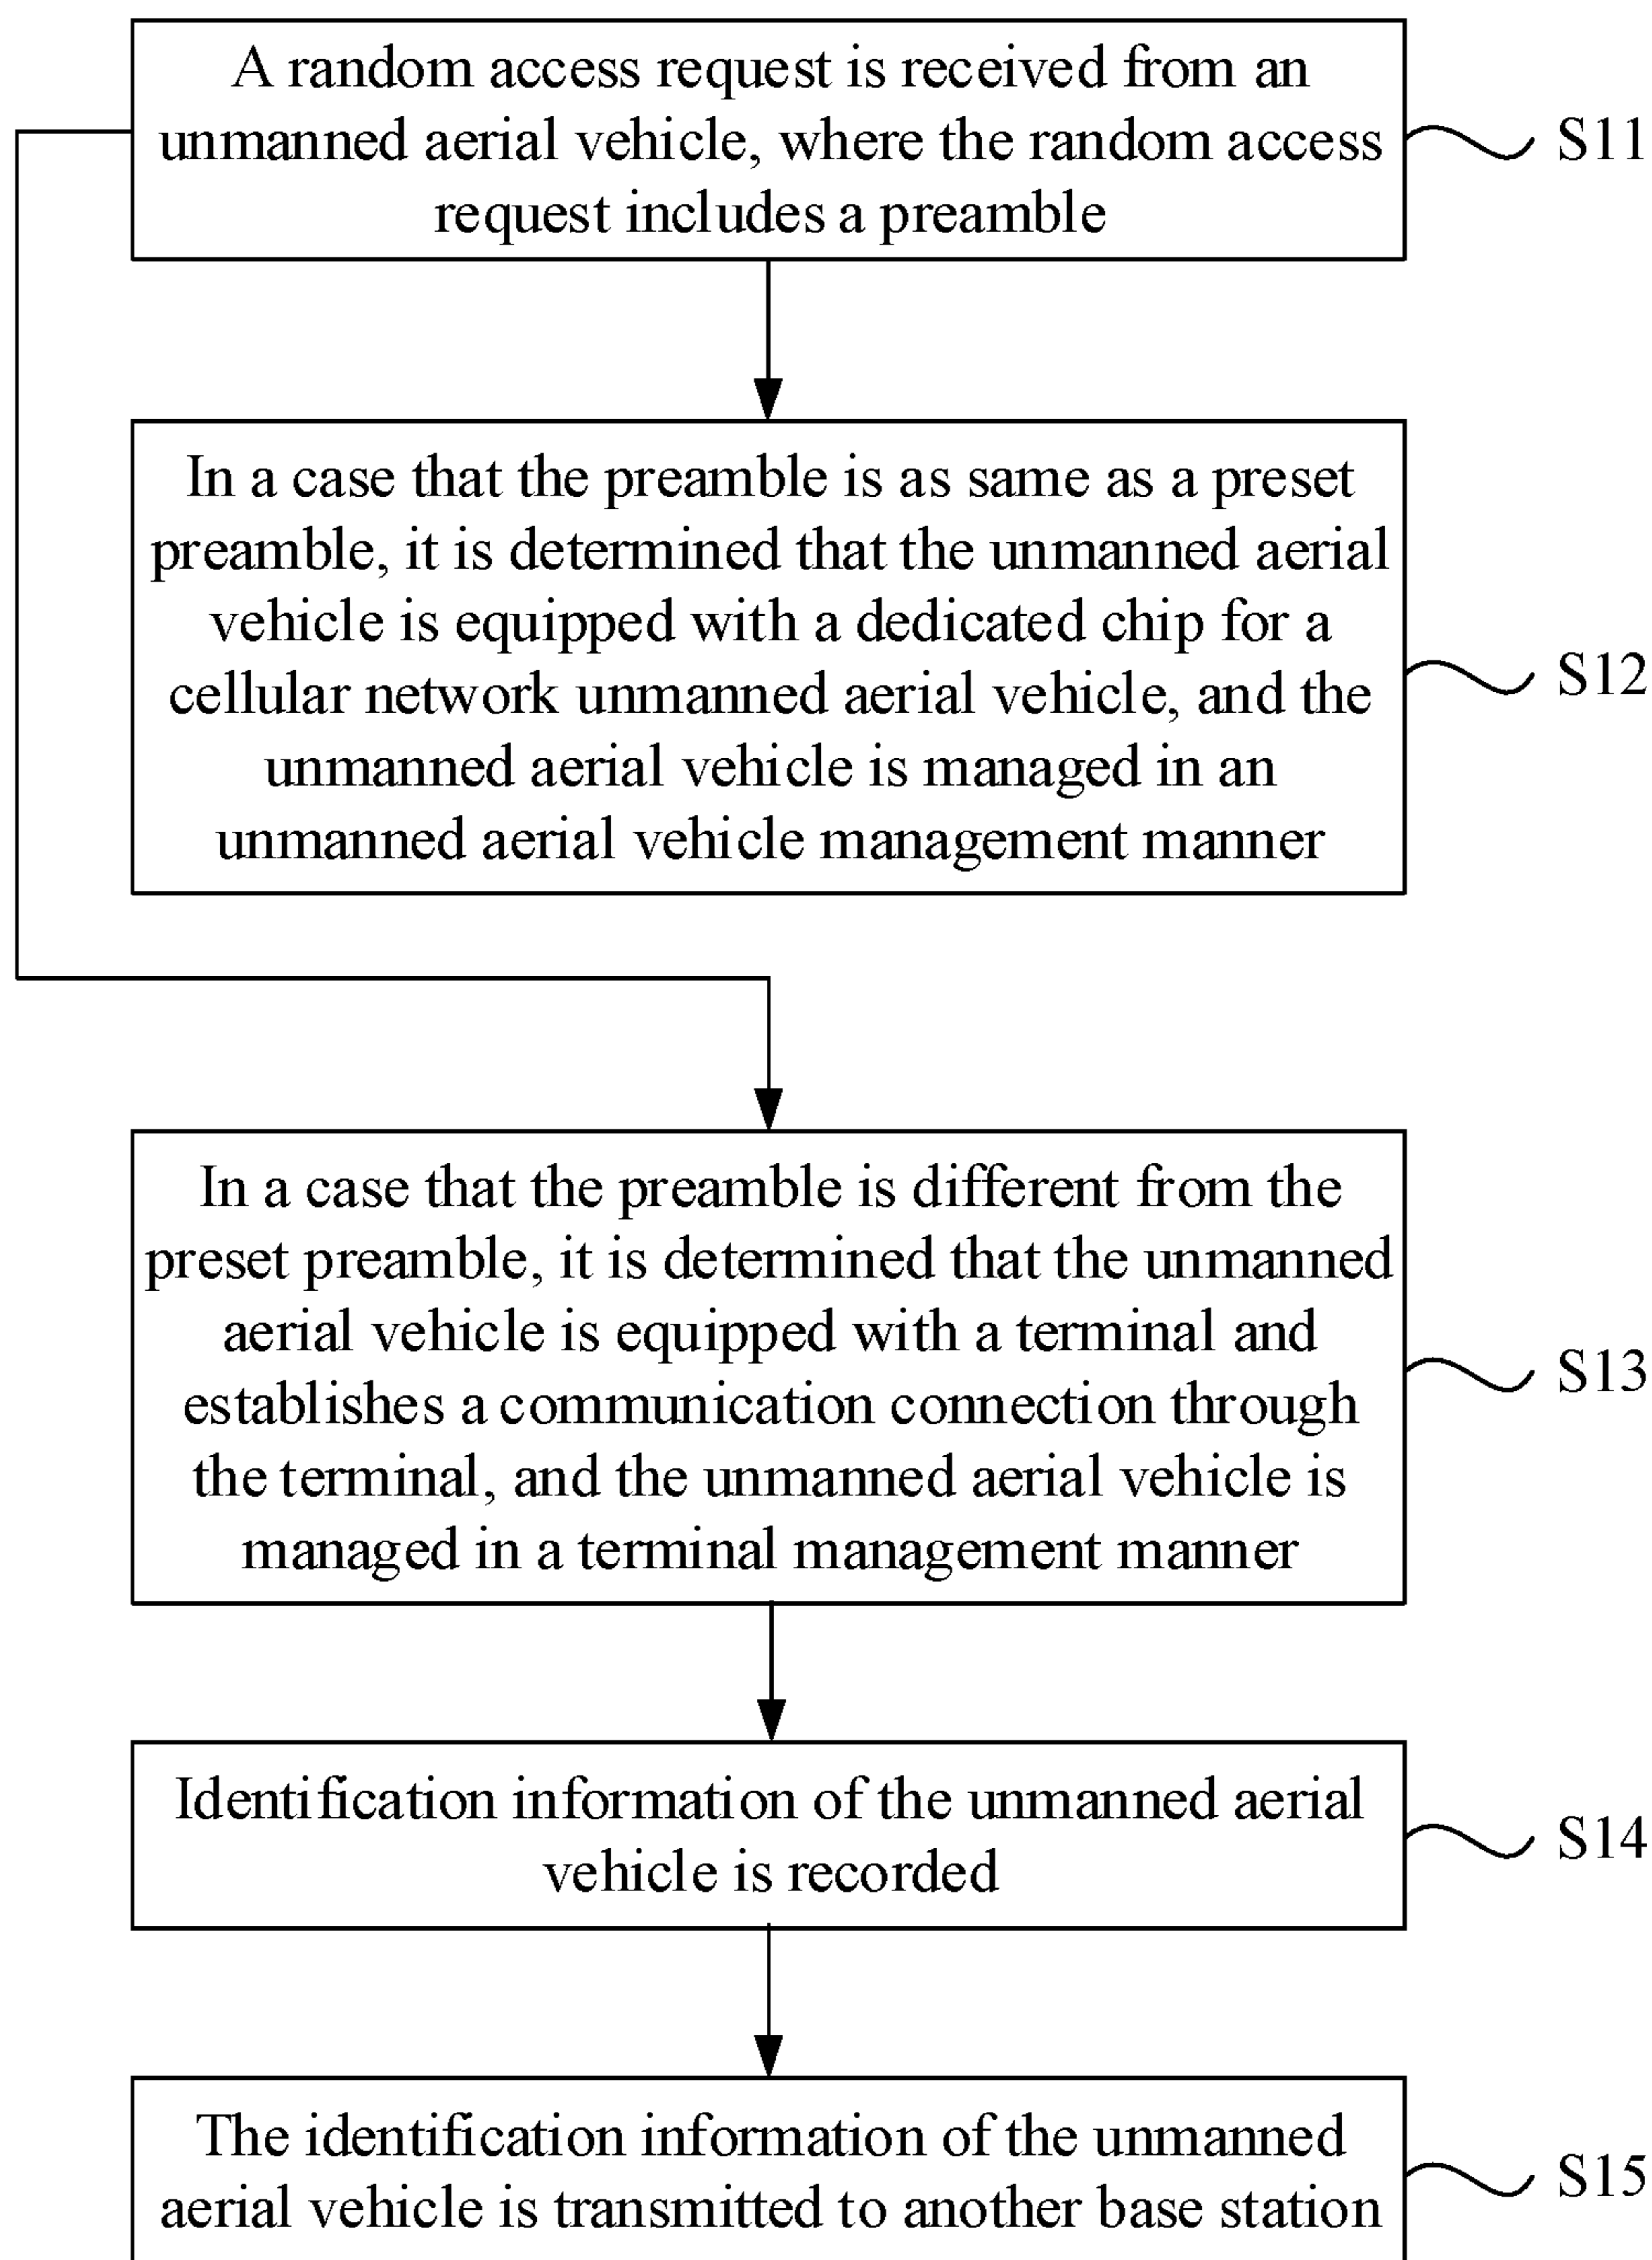 A random access request is received from an
unmanned aerial vehicle, where the random access
request includes a preamble
S11
In a case that the preamble is as same as a preset
preamble, it is determined that the unmanned aerial
vehicle is equipped with a dedicated chip for a
cellular network unmanned aerial vehicle, and the
unmanned aerial vehicle is managed in an
unmanned aerial vehicle management manner
S12
In a case that the preamble is different from the
preset preamble, it is determined that the unmanned
aerial vehicle is equipped with a terminal and
establishes a communication connection through
the terminal, and the unmanned aerial vehicle is
managed in a terminal management manner
S13
Identification information of the unmanned aerial
vehicle is recorded
S14
The identification information of the unmanned
aerial vehicle is transmitted to another base station
S15